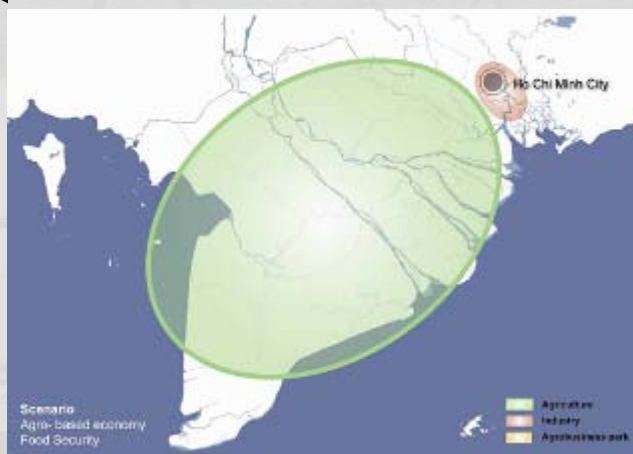 Ho Chi Minh City
Scenario
Agro- based economy
Food Security
Agriculture
Industry
Agrobusiness park